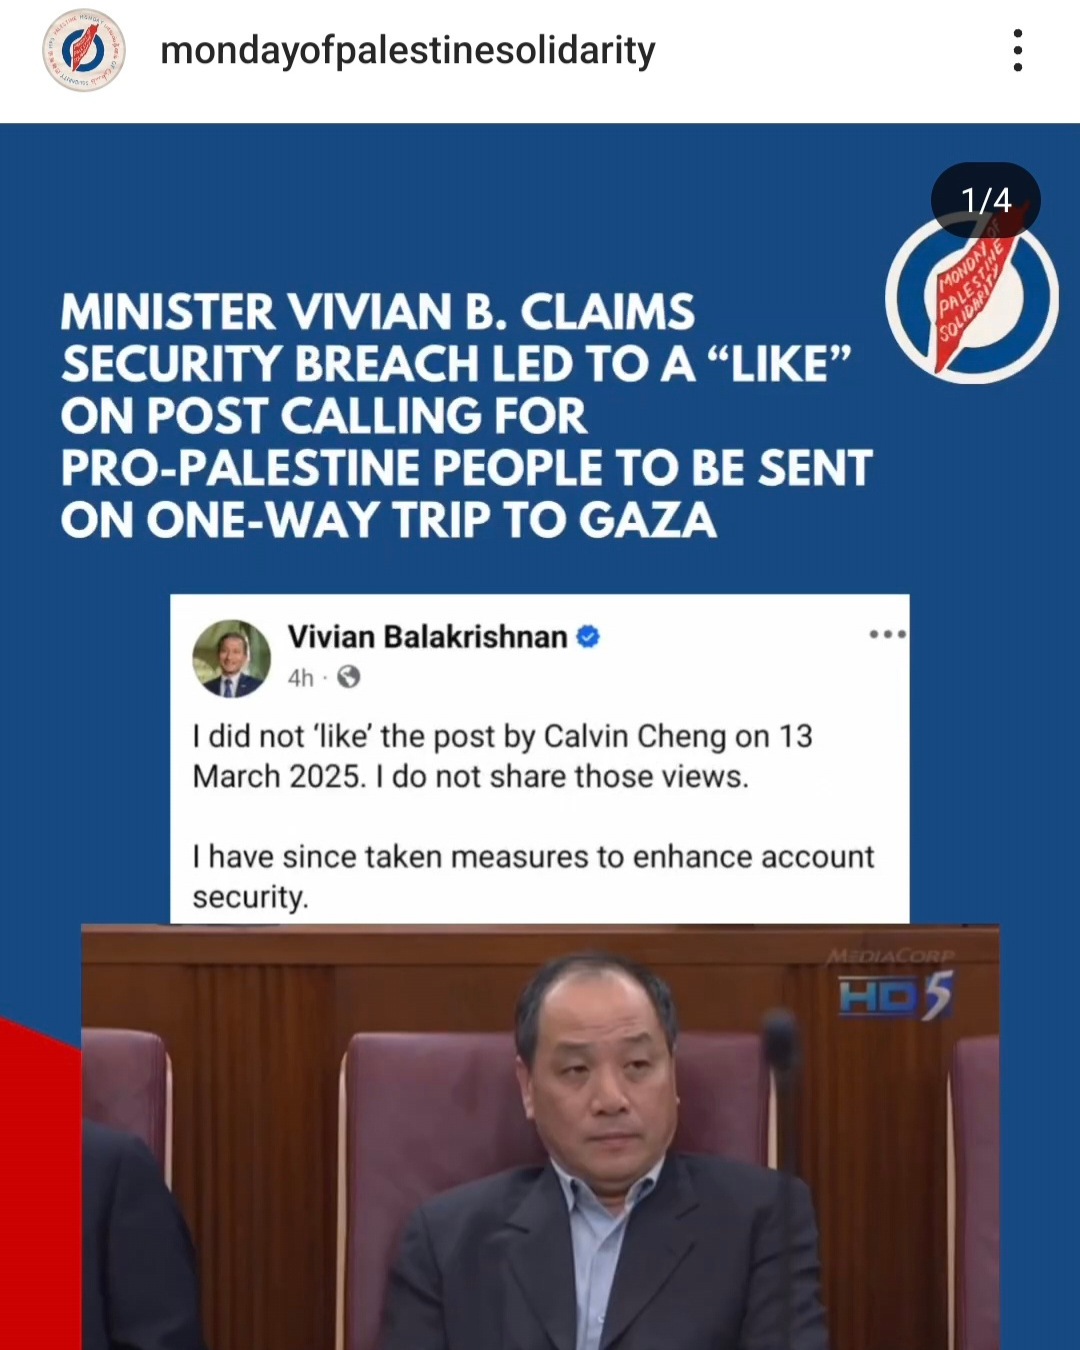 mondayofpalestinesolidarity
1/4
MONDAY OF
PALESTINE
SOLIDARITY
MINISTER VIVIAN B. CLAIMS
SECURITY BREACH LED TO A “LIKE”
ON POST CALLING FOR
PRO-PALESTINE PEOPLE TO BE SENT
ON ONE-WAY TRIP TO GAZA
Vivian Balakrishnan
4h ·
I did not ‘like’ the post by Calvin Cheng on 13
March 2025. I do not share those views.
I have since taken measures to enhance account
security.
MEDIACORP
HD5